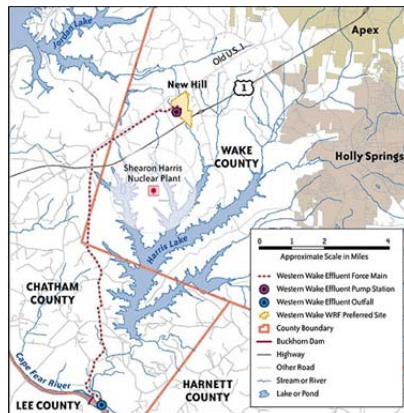 Jordan Lake
Old U.S. 1
Apex
New Hill
1
WAKE
COUNTY
Holly Springs
Shearon Harris
Nuclear Plant
Harris Lake
CHATHAM
COUNTY
Cape Fear River
LEE COUNTY
HARNETT
COUNTY
0 2 4
Approximate Scale in Miles
Western Wake Effluent Force Main
Western Wake Effluent Pump Station
Western Wake Effluent Outfall
Western Wake WRF Preferred Site
County Boundary
Buckhorn Dam
Highway
Other Road
Stream or River
Lake or Pond